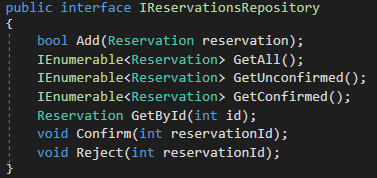 public interface IReservationsRepository
{
bool Add(Reservation reservation);
IEnumerable<Reservation> GetAll();
IEnumerable<Reservation> GetUnconfirmed();
IEnumerable<Reservation> GetConfirmed();
Reservation GetById(int id);
void Confirm(int reservationId);
void Reject(int reservationId);
}